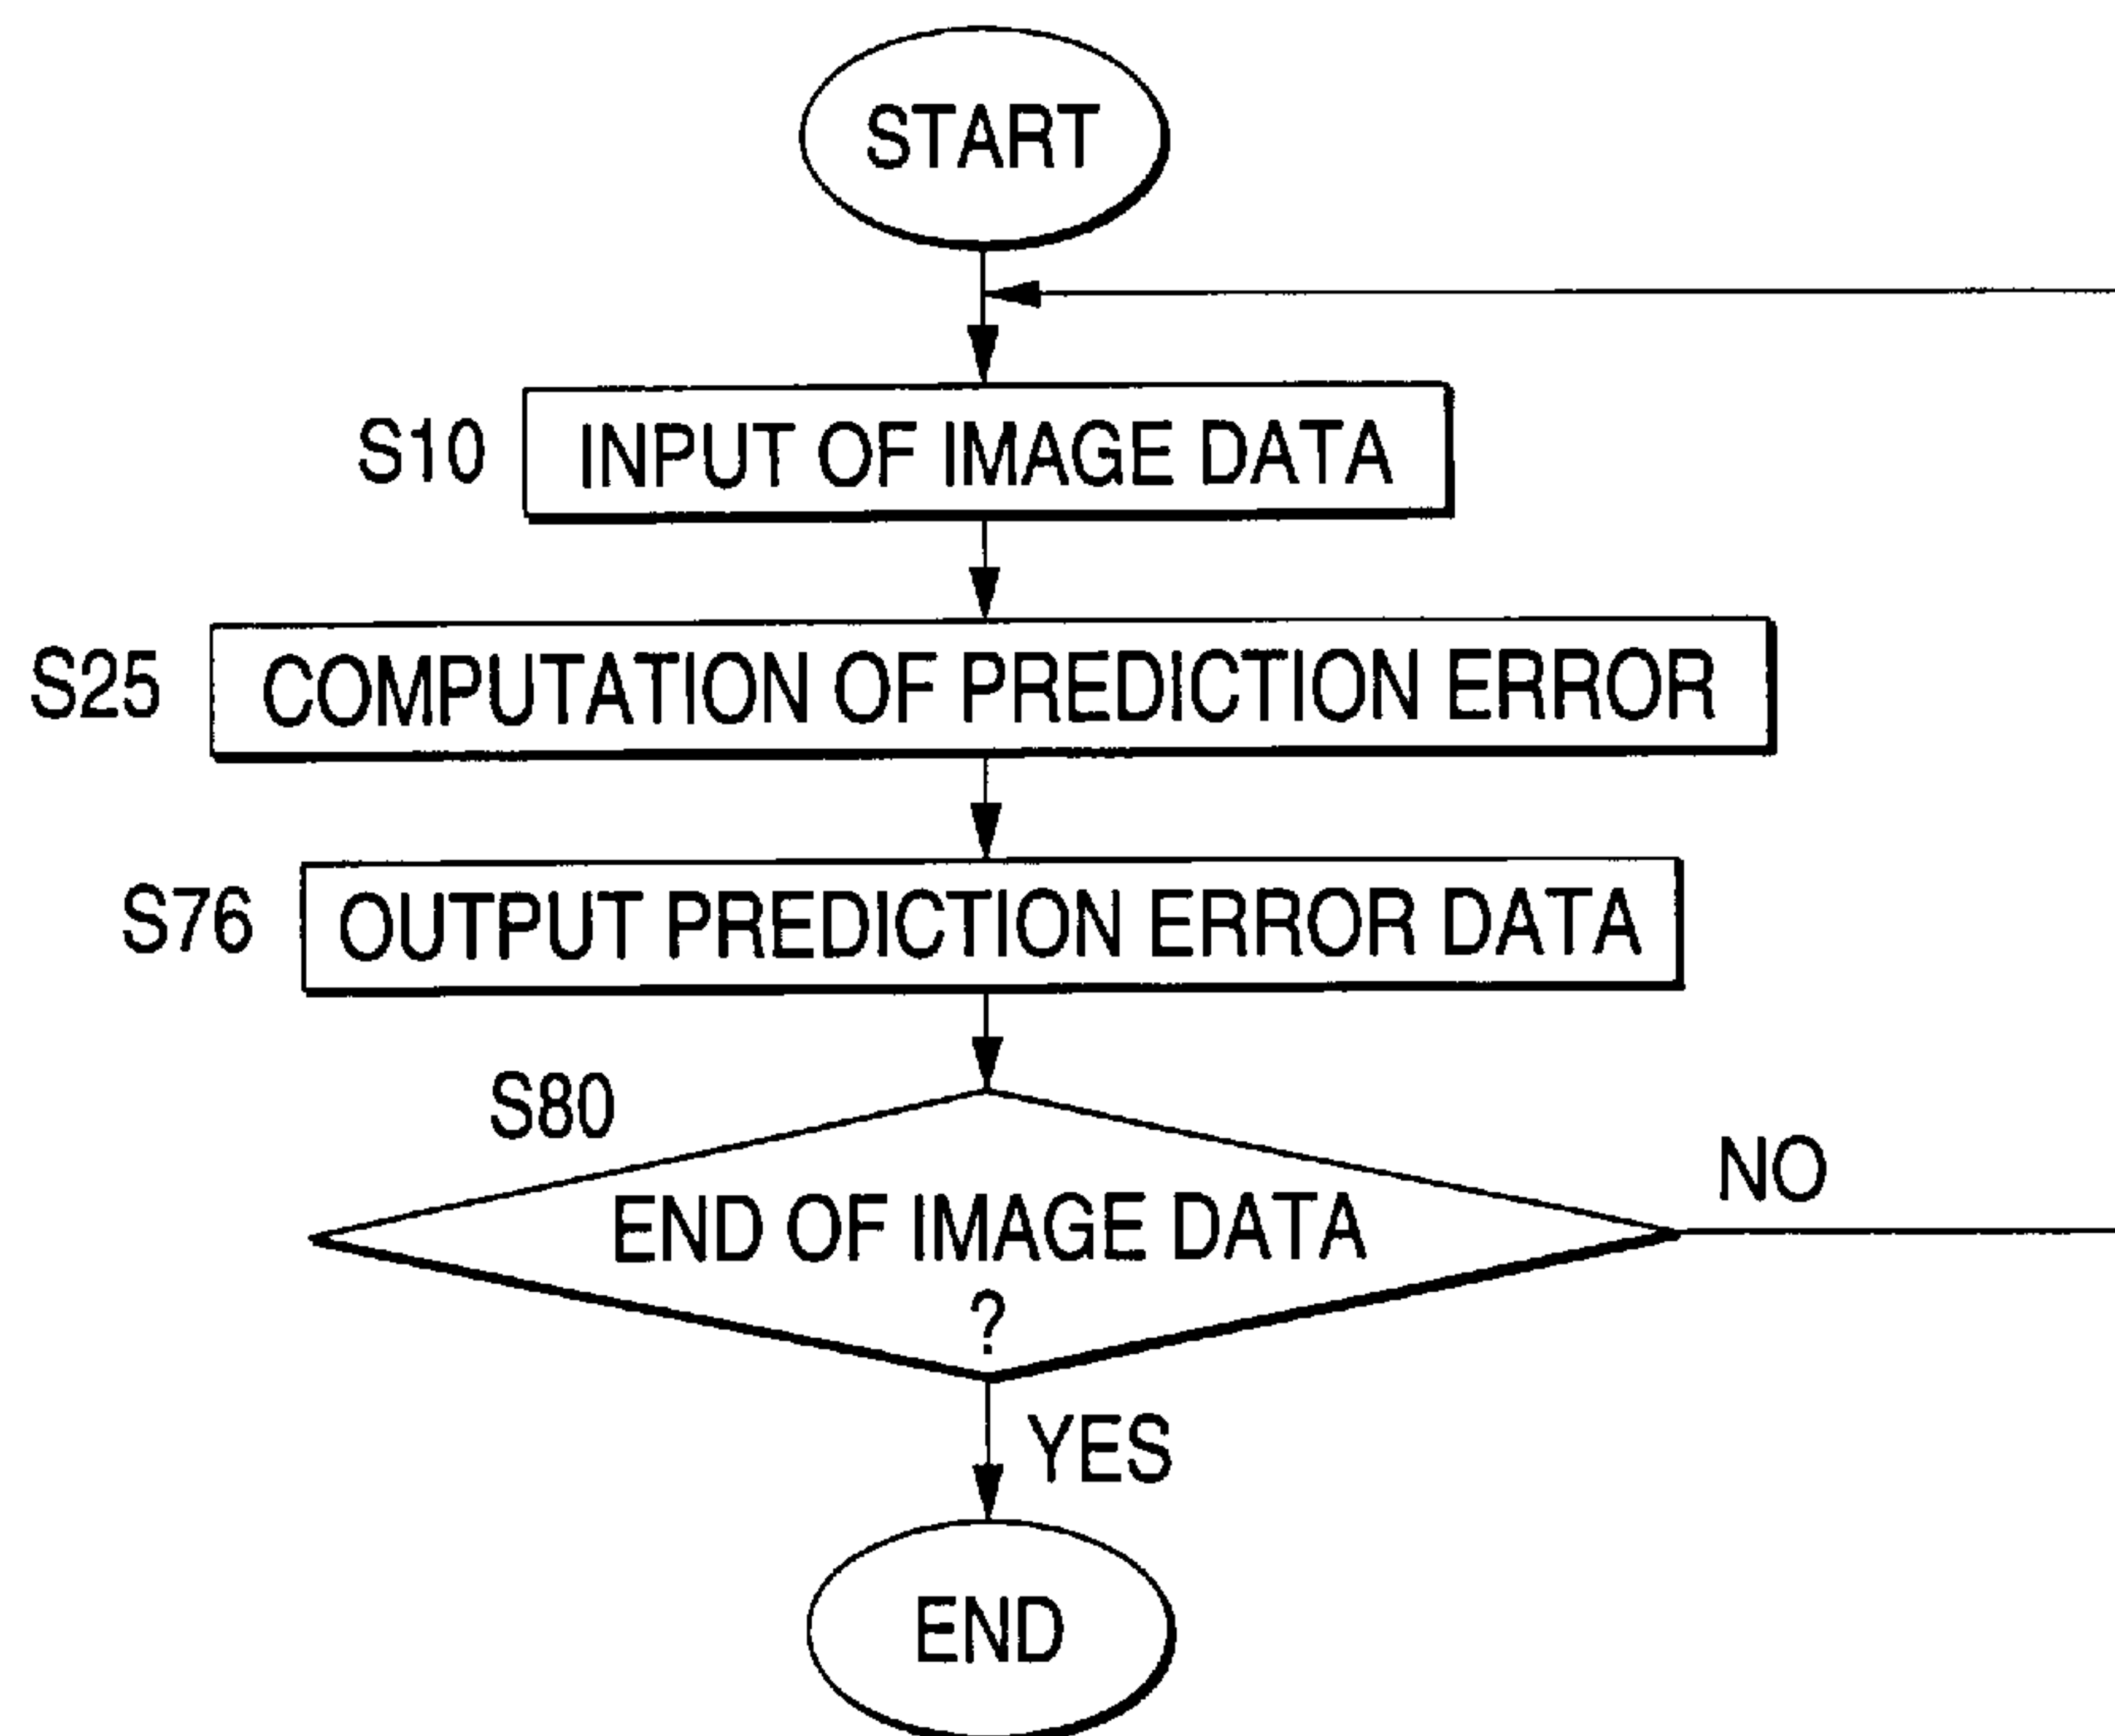 START
S10
INPUT OF IMAGE DATA
S25
COMPUTATION OF PREDICTION ERROR
S76
OUTPUT PREDICTION ERROR DATA
S80
END OF IMAGE DATA
?
NO
YES
END